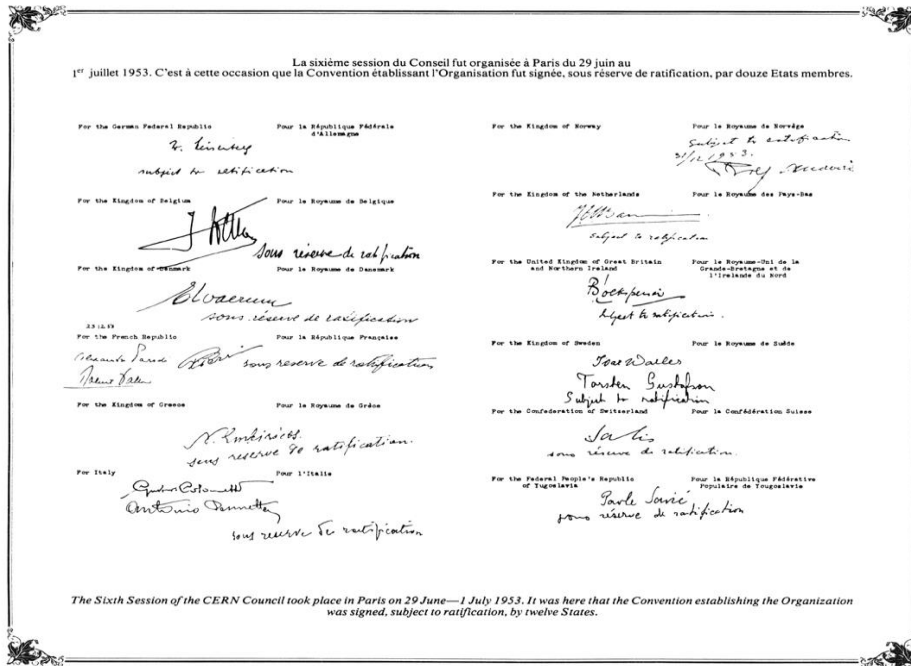 La sixième session du Conseil fut organisée à Paris du 29 juin au
1er juillet 1953. C'est à cette occasion que la Convention établissant l'Organisation fut signée, sous réserve de ratification, par douze Etats membres.
For the German Federal Republic
Pour la République Fédérale
d'Allemagne
subject to ratification
For the Kingdom of Belgium
Pour le Royaume de Belgique
sous réserve de ratification
For the Kingdom of Denmark
Pour le Royaume de Danemark
sous réserve de ratification
23.12.53
For the French Republic
Pour la République Française
sous reserve de ratification
For the Kingdom of Greece
Pour le Royaume de Grèce
sous reserve de ratification.
For Italy
Pour l'Italie
Antonio Pennetta
sous reserve de ratification
For the Kingdom of Norway
Pour le Royaume de Norvège
Subject to ratification
31/12 1953.
For the Kingdom of the Netherlands
Pour le Royaume des Pays-Bas
subject to ratification
For the United Kingdom of Great Britain
and Northern Ireland
Pour le Royaume-Uni de la
Grande-Bretagne et de
l'Irelande du Nord
subject to ratification.
For the Kingdom of Sweden
Pour le Royaume de Suède
Torsten Gustafson
Subject to ratification
For the Confederation of Switzerland
Pour la Confédération Suisse
sous réserve de ratification.
For the Federal People's Republic
of Yugoslavia
Pour la République Fédérative
Populaire de Yougoslavie
Pavle Savić
sous réserve de ratification
The Sixth Session of the CERN Council took place in Paris on 29 June—1 July 1953. It was here that the Convention establishing the Organization
was signed, subject to ratification, by twelve States.